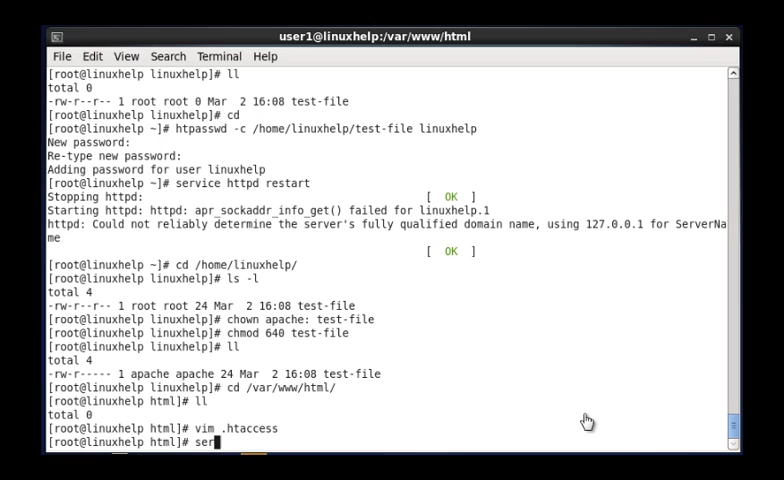 user1@linuxhelp:/var/www/html
File Edit View Search Terminal Help
[root@linuxhelp linuxhelp]# ll
total 0
-rw-r--r-- 1 root root 0 Mar  2 16:08 test-file
[root@linuxhelp linuxhelp]# cd
[root@linuxhelp ~]# htpasswd -c /home/linuxhelp/test-file linuxhelp
New password:
Re-type new password:
Adding password for user linuxhelp
[root@linuxhelp ~]# service httpd restart
Stopping httpd: [  OK  ]
Starting httpd: httpd: apr_sockaddr_info_get() failed for linuxhelp.1
httpd: Could not reliably determine the server's fully qualified domain name, using 127.0.0.1 for ServerNa
me
[  OK  ]
[root@linuxhelp ~]# cd /home/linuxhelp/
[root@linuxhelp linuxhelp]# ls -l
total 4
-rw-r--r-- 1 root root 24 Mar  2 16:08 test-file
[root@linuxhelp linuxhelp]# chown apache: test-file
[root@linuxhelp linuxhelp]# chmod 640 test-file
[root@linuxhelp linuxhelp]# ll
total 4
-rw-r----- 1 apache apache 24 Mar  2 16:08 test-file
[root@linuxhelp linuxhelp]# cd /var/www/html/
[root@linuxhelp html]# ll
total 0
[root@linuxhelp html]# vim .htaccess
[root@linuxhelp html]# ser